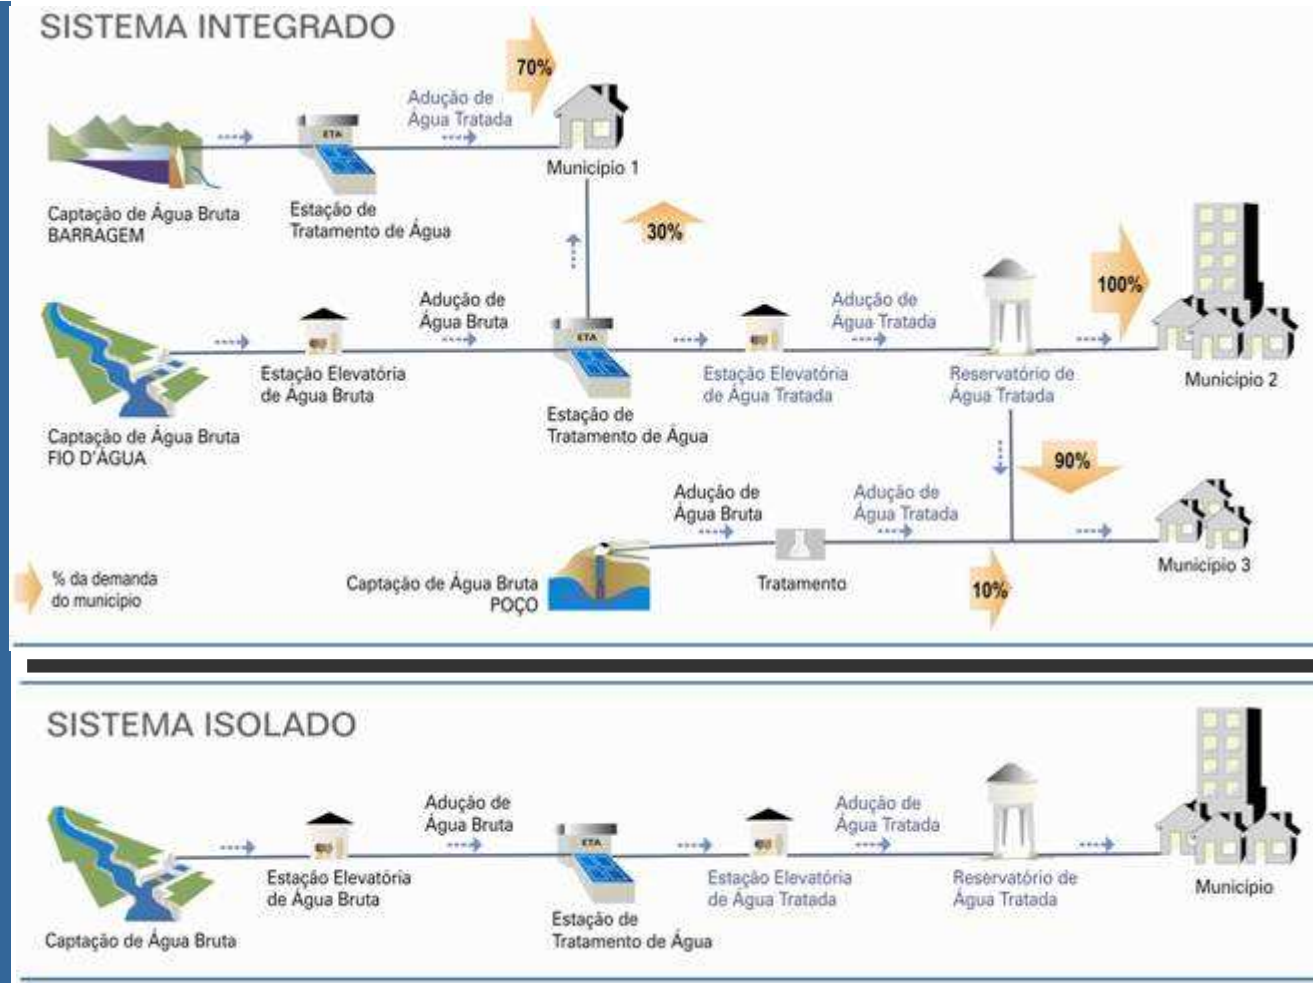 SISTEMA INTEGRADO
70%
Adução de
Água Tratada
ETA
Município 1
Captação de Água Bruta
BARRAGEM
Estação de
Tratamento de Água
30%
100%
Adução de
Água Bruta
Adução de
Água Tratada
ETA
Estação Elevatória
de Água Bruta
Estação Elevatória
de Água Tratada
Reservatório de
Água Tratada
Município 2
Captação de Água Bruta
FIO D'ÁGUA
Estação de
Tratamento de Água
90%
Adução de
Água Bruta
Adução de
Água Tratada
Município 3
% da demanda
do município
Captação de Água Bruta
POÇO
Tratamento
10%
SISTEMA ISOLADO
Adução de
Água Bruta
Adução de
Água Tratada
ETA
Estação Elevatória
de Água Bruta
Estação Elevatória
de Água Tratada
Reservatório de
Água Tratada
Município
Captação de Água Bruta
Estação de
Tratamento de Água